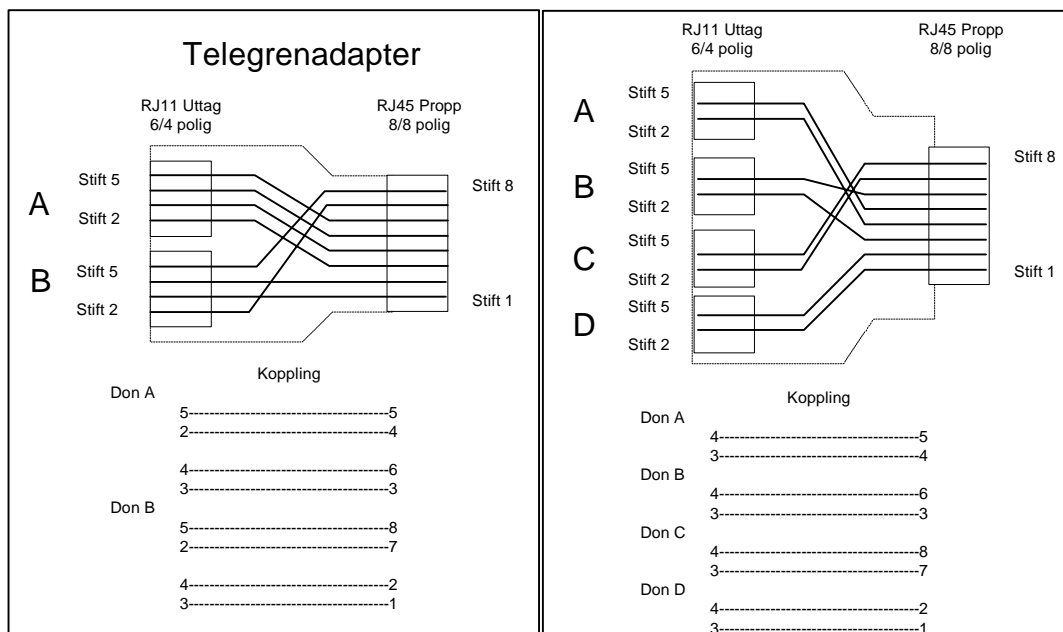 Telegrenadapter
RJ11 Uttag
6/4 polig
RJ45 Propp
8/8 polig
A
Stift 5
Stift 2
B
Stift 5
Stift 2
Stift 8
Stift 1
Koppling
Don A
5--------------------------------5
2--------------------------------4
4--------------------------------6
3--------------------------------3
Don B
5--------------------------------8
2--------------------------------7
4--------------------------------2
3--------------------------------1
RJ11 Uttag
6/4 polig
RJ45 Propp
8/8 polig
A
Stift 5
Stift 2
B
Stift 5
Stift 2
C
Stift 5
Stift 2
D
Stift 5
Stift 2
Stift 8
Stift 1
Koppling
Don A
4--------------------------------5
3--------------------------------4
Don B
4--------------------------------6
3--------------------------------3
Don C
4--------------------------------8
3--------------------------------7
Don D
4--------------------------------2
3--------------------------------1